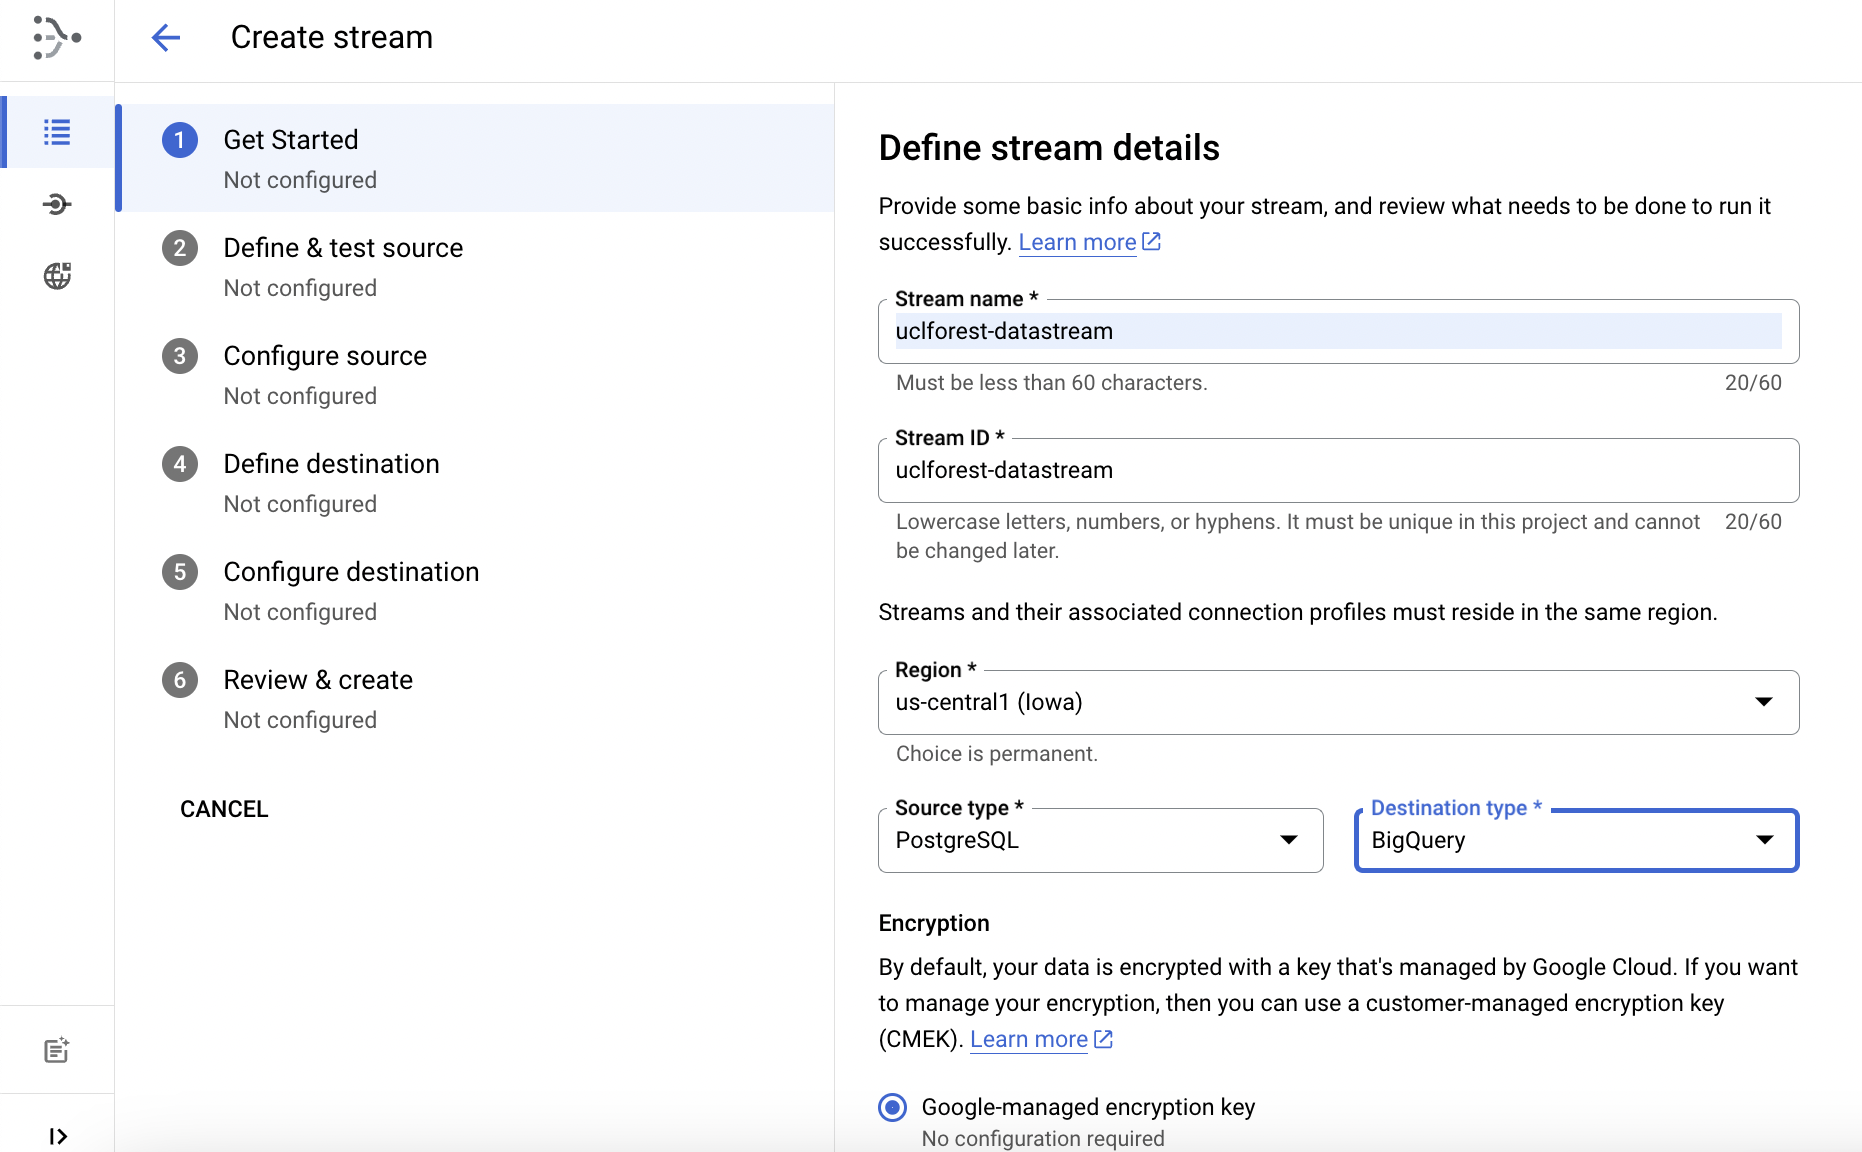 Create stream
1
Get Started
Not configured
2
Define & test source
Not configured
3
Configure source
Not configured
4
Define destination
Not configured
5
Configure destination
Not configured
6
Review & create
Not configured
CANCEL
Define stream details
Provide some basic info about your stream, and review what needs to be done to run it
successfully. Learn more
Stream name *
uclforest-datastream
Must be less than 60 characters. 20/60
Stream ID *
uclforest-datastream
Lowercase letters, numbers, or hyphens. It must be unique in this project and cannot 20/60
be changed later.
Streams and their associated connection profiles must reside in the same region.
Region *
us-central1 (Iowa)
Choice is permanent.
Source type *
PostgreSQL
Destination type *
BigQuery
Encryption
By default, your data is encrypted with a key that's managed by Google Cloud. If you want
to manage your encryption, then you can use a customer-managed encryption key
(CMEK). Learn more
Google-managed encryption key
No configuration required